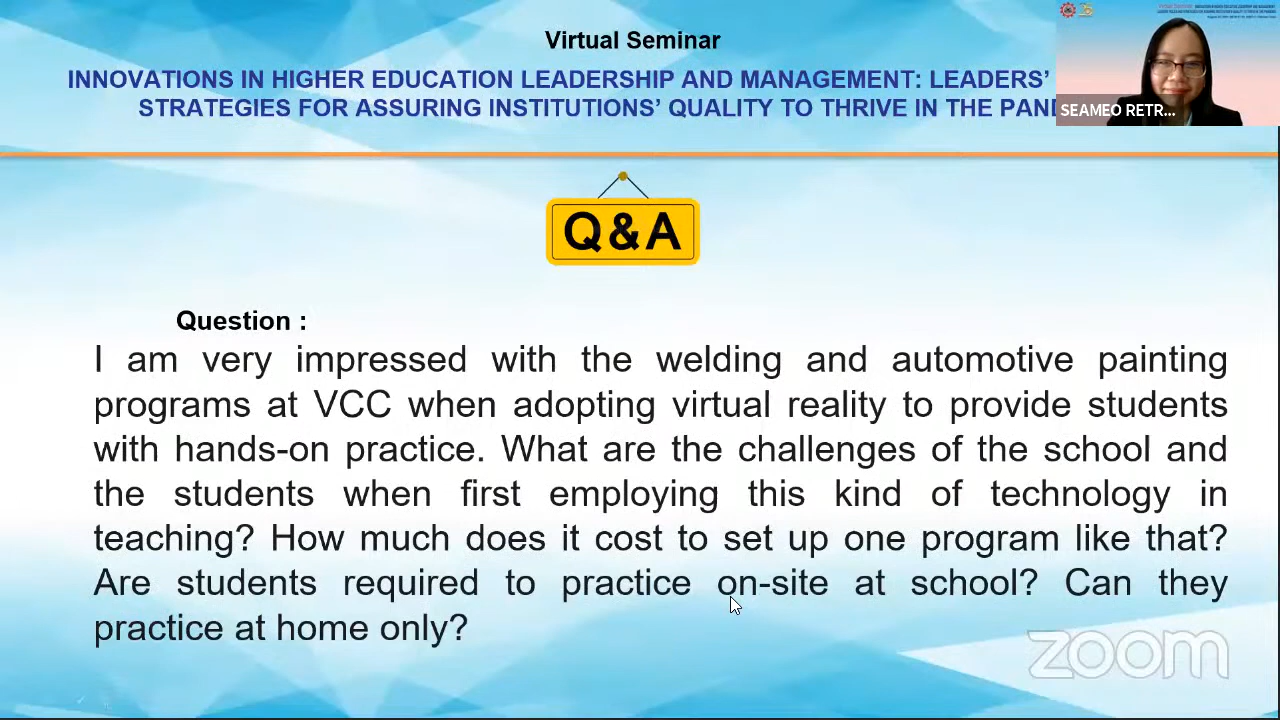 Virtual Seminar
INNOVATIONS IN HIGHER EDUCATION LEADERSHIP AND MANAGEMENT: LEADERS'
STRATEGIES FOR ASSURING INSTITUTIONS' QUALITY TO THRIVE IN THE PAND
SEAMEO RETR...
Q&A
Question :
I am very impressed with the welding and automotive painting
programs at VCC when adopting virtual reality to provide students
with hands-on practice. What are the challenges of the school and
the students when first employing this kind of technology in
teaching? How much does it cost to set up one program like that?
Are students required to practice on-site at school? Can they
practice at home only?
zoom